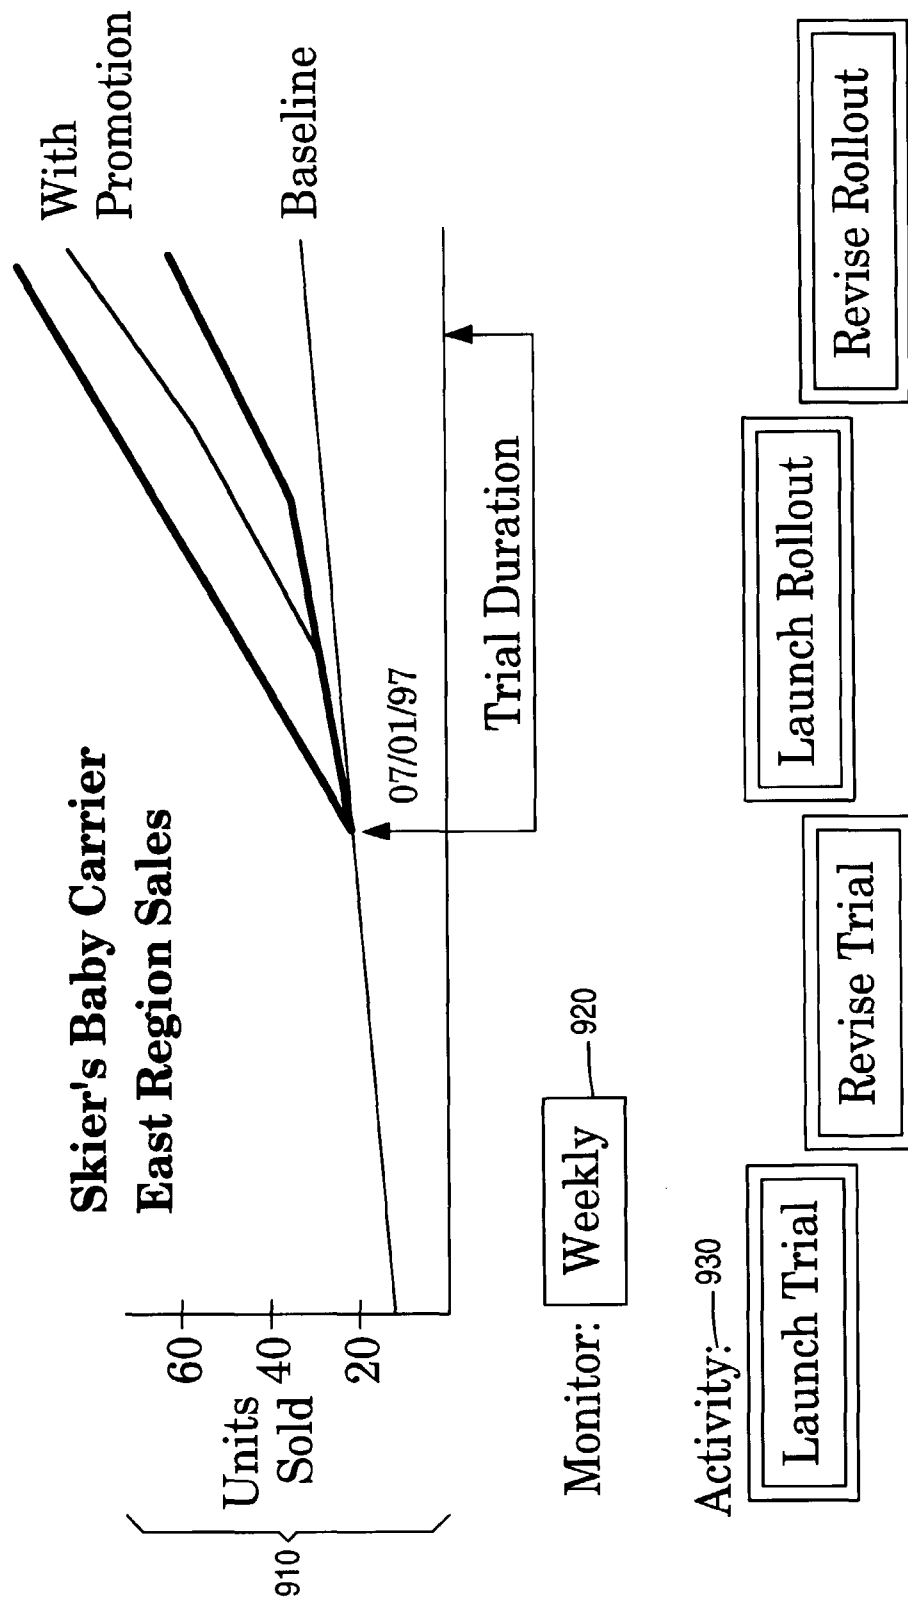 Skier's Baby Carrier
East Region Sales
With
Promotion
Baseline
60
40
20
Units
Sold
910
07/01/97
Trial Duration
Monitor: Weekly 920
Activity: 930
Launch Trial
Revise Trial
Launch Rollout
Revise Rollout